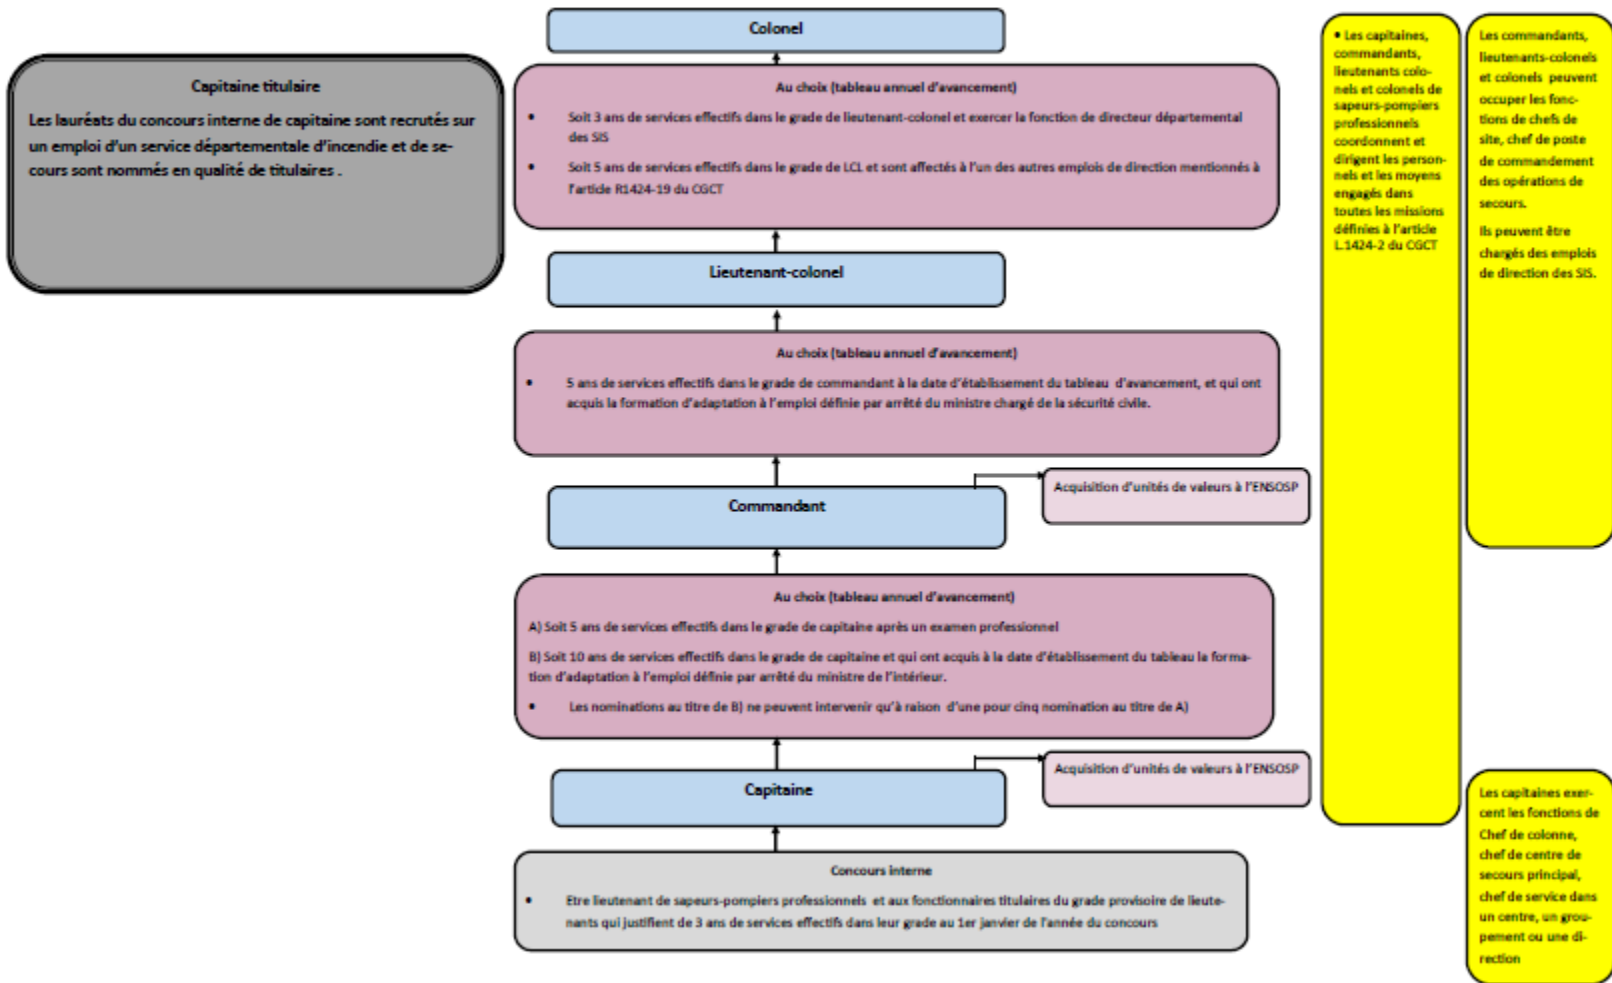 Colonel
Capitaine titulaire
Les lauréats du concours interne de capitaine sont recrutés sur
un emploi d'un service départementale d'incendie et de se-
cours sont nommés en qualité de titulaires .
Au choix (tableau annuel d'avancement)
• Soit 3 ans de services effectifs dans le grade de lieutenant-colonel et exercer la fonction de directeur départemental
des SIS
• Soit 5 ans de services effectifs dans le grade de LCL et sont affectés à l'un des autres emplois de direction mentionnés à
l'article R1424-19 du CGCT
Lieutenant-colonel
Au choix (tableau annuel d'avancement)
• 5 ans de services effectifs dans le grade de commandant à la date d'établissement du tableau d'avancement, et qui ont
acquis la formation d'adaptation à l'emploi définie par arrêté du ministre chargé de la sécurité civile.
Commandant
Acquisition d'unités de valeurs à l'ENSOSP
Au choix (tableau annuel d'avancement)
A) Soit 5 ans de services effectifs dans le grade de capitaine après un examen professionnel
B) Soit 10 ans de services effectifs dans le grade de capitaine et qui ont acquis à la date d'établissement du tableau la forma-
tion d'adaptation à l'emploi définie par arrêté du ministre de l'intérieur.
• Les nominations au titre de B) ne peuvent intervenir qu'à raison d'une pour cinq nomination au titre de A)
Capitaine
Acquisition d'unités de valeurs à l'ENSOSP
Concours interne
• Etre lieutenant de sapeurs-pompiers professionnels et aux fonctionnaires titulaires du grade provisoire de lieute-
nants qui justifient de 3 ans de services effectifs dans leur grade au 1er janvier de l'année du concours
• Les capitaines,
commandants,
lieutenants colo-
nels et colonels de
sapeurs-pompiers
professionnels
coordonnent et
dirigent les person-
nels et les moyens
engagés dans
toutes les missions
définies à l'article
L.1424-2 du CGCT
Les commandants,
lieutenants-colonels
et colonels peuvent
occuper les fonc-
tions de chefs de
site, chef de poste
de commandement
des opérations de
secours.
Ils peuvent être
chargés des emplois
de direction des SIS.
Les capitaines exer-
cent les fonctions de
Chef de colonne,
chef de centre de
secours principal,
chef de service dans
un centre, un grou-
pement ou une di-
rection